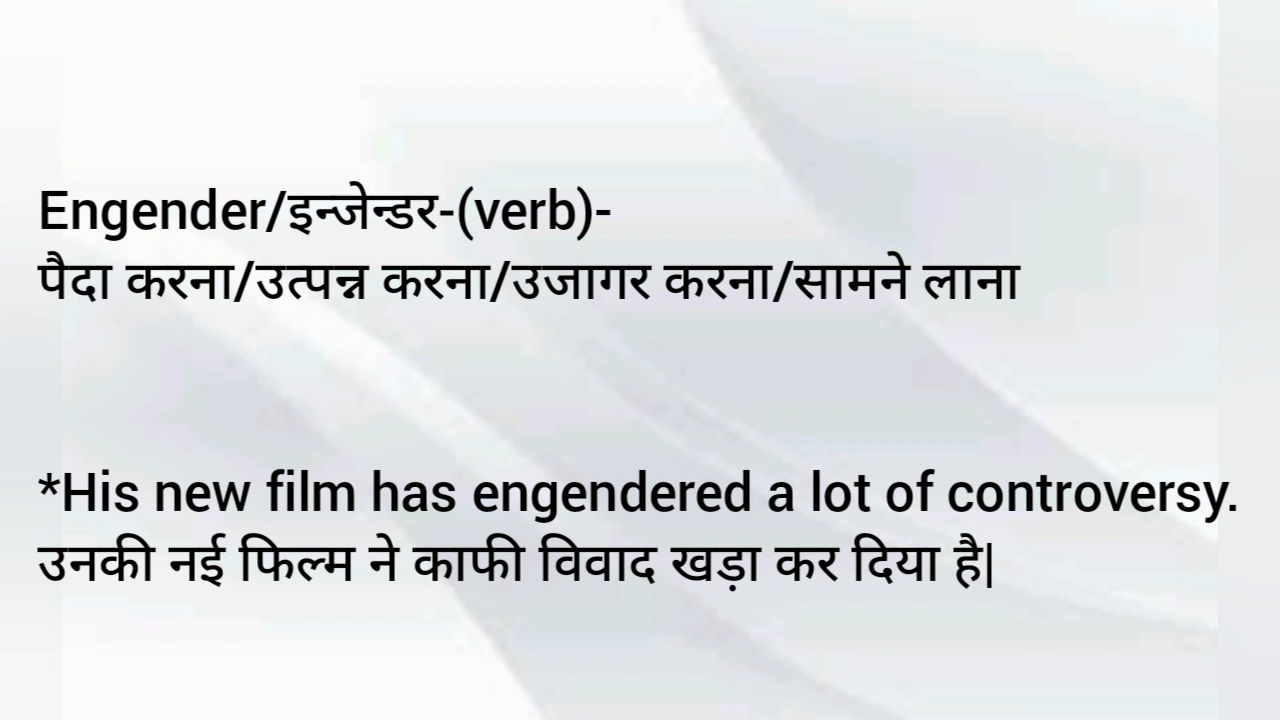 Engender/इन्जेन्डर-(verb)-
पैदा करना/उत्पन्न करना/उजागर करना/सामने लाना
*His new film has engendered a lot of controversy.
उनकी नई फिल्म ने काफी विवाद खड़ा कर दिया है|